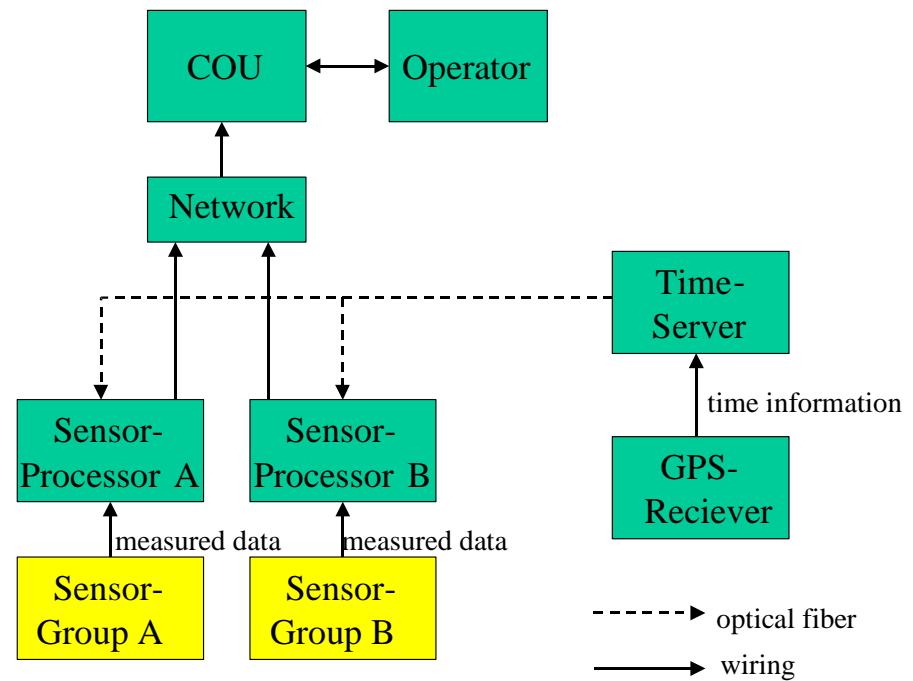 COU
Operator
Network
Time-
Server
time information
Sensor-
Processor A
Sensor-
Processor B
GPS-
Reciever
measured data
measured data
Sensor-
Group A
Sensor-
Group B
optical fiber
wiring